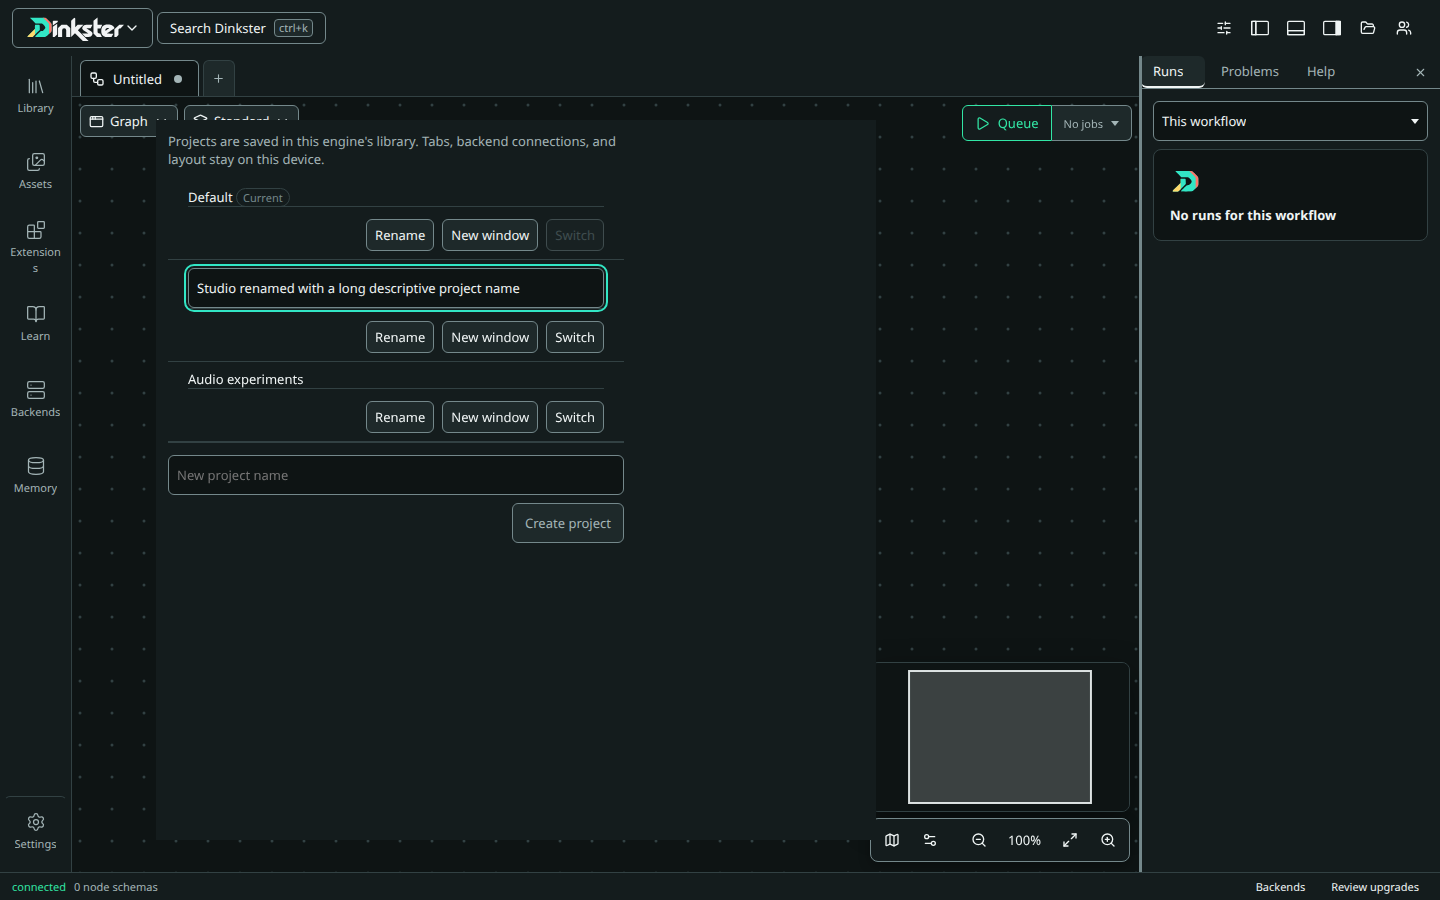 Dinkster
Search Dinkster ctrl+k
Library
Assets
Extension
s
Learn
Backends
Memory
Settings
Untitled
+
Graph
Standard
Queue
No jobs
Projects are saved in this engine's library. Tabs, backend connections, and
layout stay on this device.
Default Current
Rename New window Switch
Studio renamed with a long descriptive project name
Rename New window Switch
Audio experiments
Rename New window Switch
New project name
Create project
100%
Runs Problems Help
This workflow
No runs for this workflow
connected 0 node schemas
Backends Review upgrades